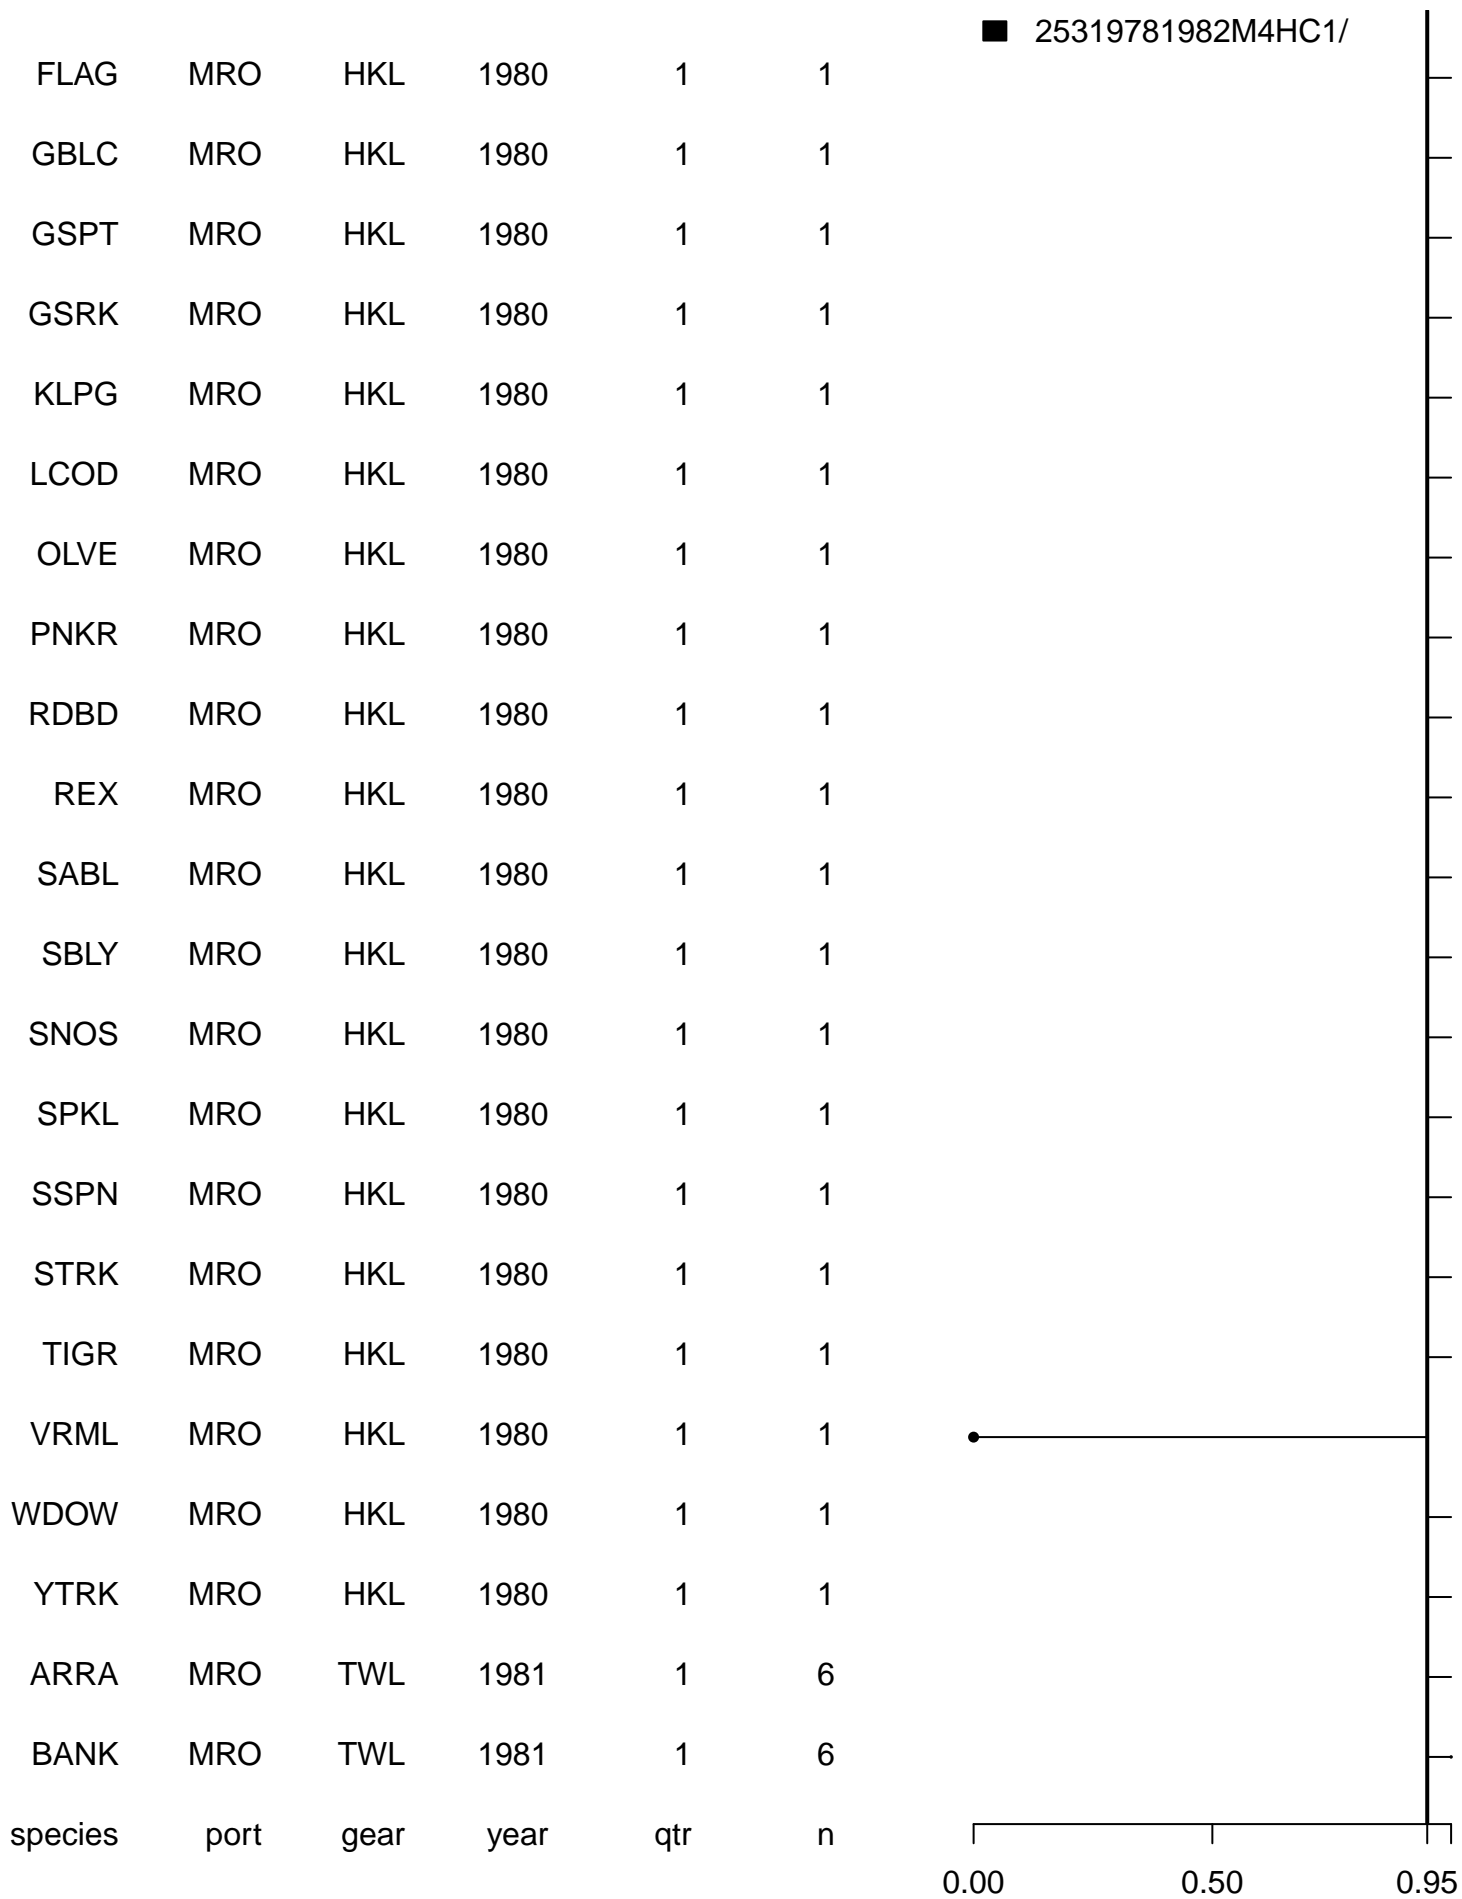 25319781982M4HC1/
FLAG MRO HKL 1980 1 1
GBLC MRO HKL 1980 1 1
GSPT MRO HKL 1980 1 1
GSRK MRO HKL 1980 1 1
KLPG MRO HKL 1980 1 1
LCOD MRO HKL 1980 1 1
OLVE MRO HKL 1980 1 1
PNKR MRO HKL 1980 1 1
RDBD MRO HKL 1980 1 1
REX MRO HKL 1980 1 1
SABL MRO HKL 1980 1 1
SBLY MRO HKL 1980 1 1
SNOS MRO HKL 1980 1 1
SPKL MRO HKL 1980 1 1
SSPN MRO HKL 1980 1 1
STRK MRO HKL 1980 1 1
TIGR MRO HKL 1980 1 1
VRML MRO HKL 1980 1 1
WDOW MRO HKL 1980 1 1
YTRK MRO HKL 1980 1 1
ARRA MRO TWL 1981 1 6
BANK MRO TWL 1981 1 6
species port gear year qtr n
0.00 0.50 0.95